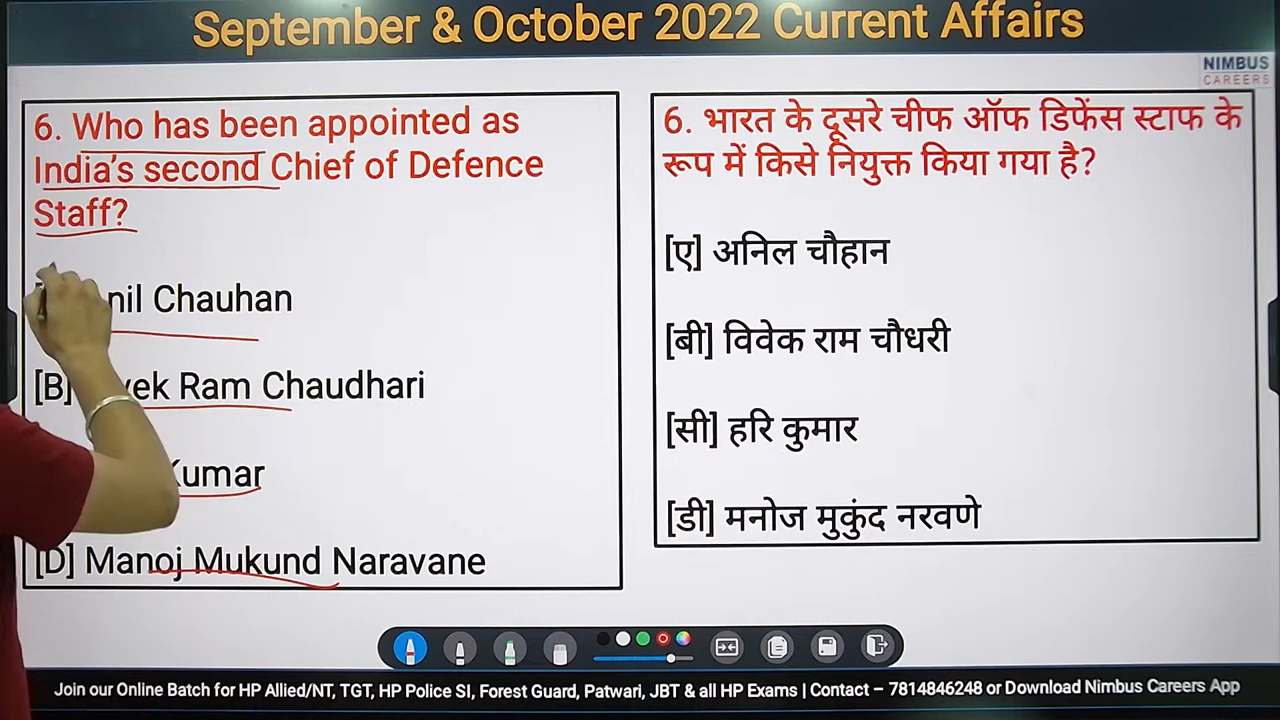 September & October 2022 Current Affairs
NIMBUS
CAREERS
6. Who has been appointed as
India's second Chief of Defence
Staff?
Chauhan
[B] Ram Chaudhari
Kumar
[D] Manoj Mukund Naravane
6. भारत के दूसरे चीफ ऑफ डिफेंस स्टाफ के
रूप में किसे नियुक्त किया गया है?
[ए] अनिल चौहान
[बी] विवेक राम चौधरी
[सी] हरि कुमार
[डी] मनोज मुकुंद नरवणे
Join our Online Batch for HP Allied/NT, TGT, HP Police SI, Forest Guard, Patwari, JBT & all HP Exams | Contact – 7814846248 or Download Nimbus Careers App